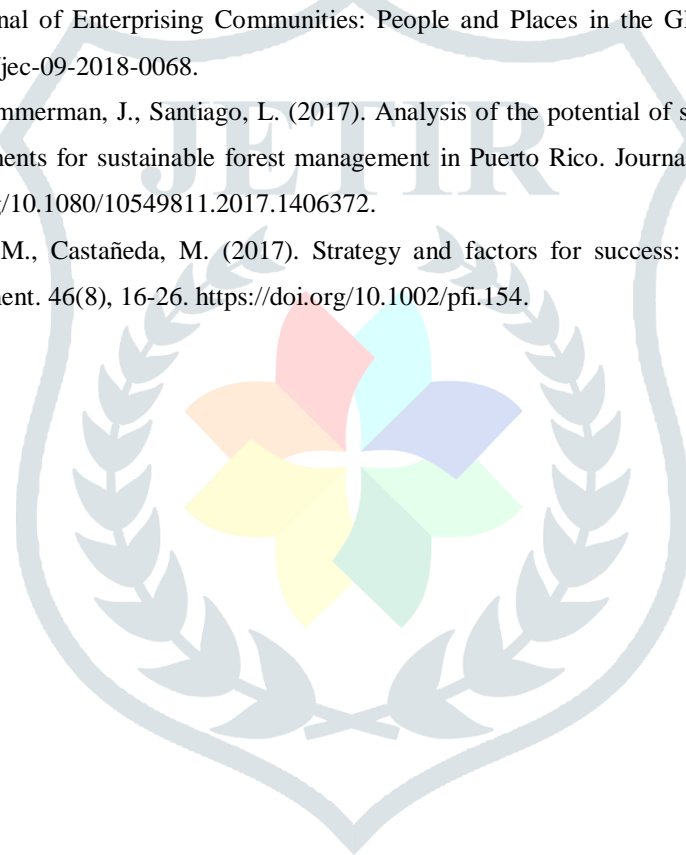 nal of Enterprising Communities: People and Places in the Gl
jec-09-2018-0068.
mmerman, J., Santiago, L. (2017). Analysis of the potential of s
nents for sustainable forest management in Puerto Rico. Journa
g/10.1080/10549811.2017.1406372.
M., Castañeda, M. (2017). Strategy and factors for success:
nent. 46(8), 16-26. https://doi.org/10.1002/pfi.154.
JETIR